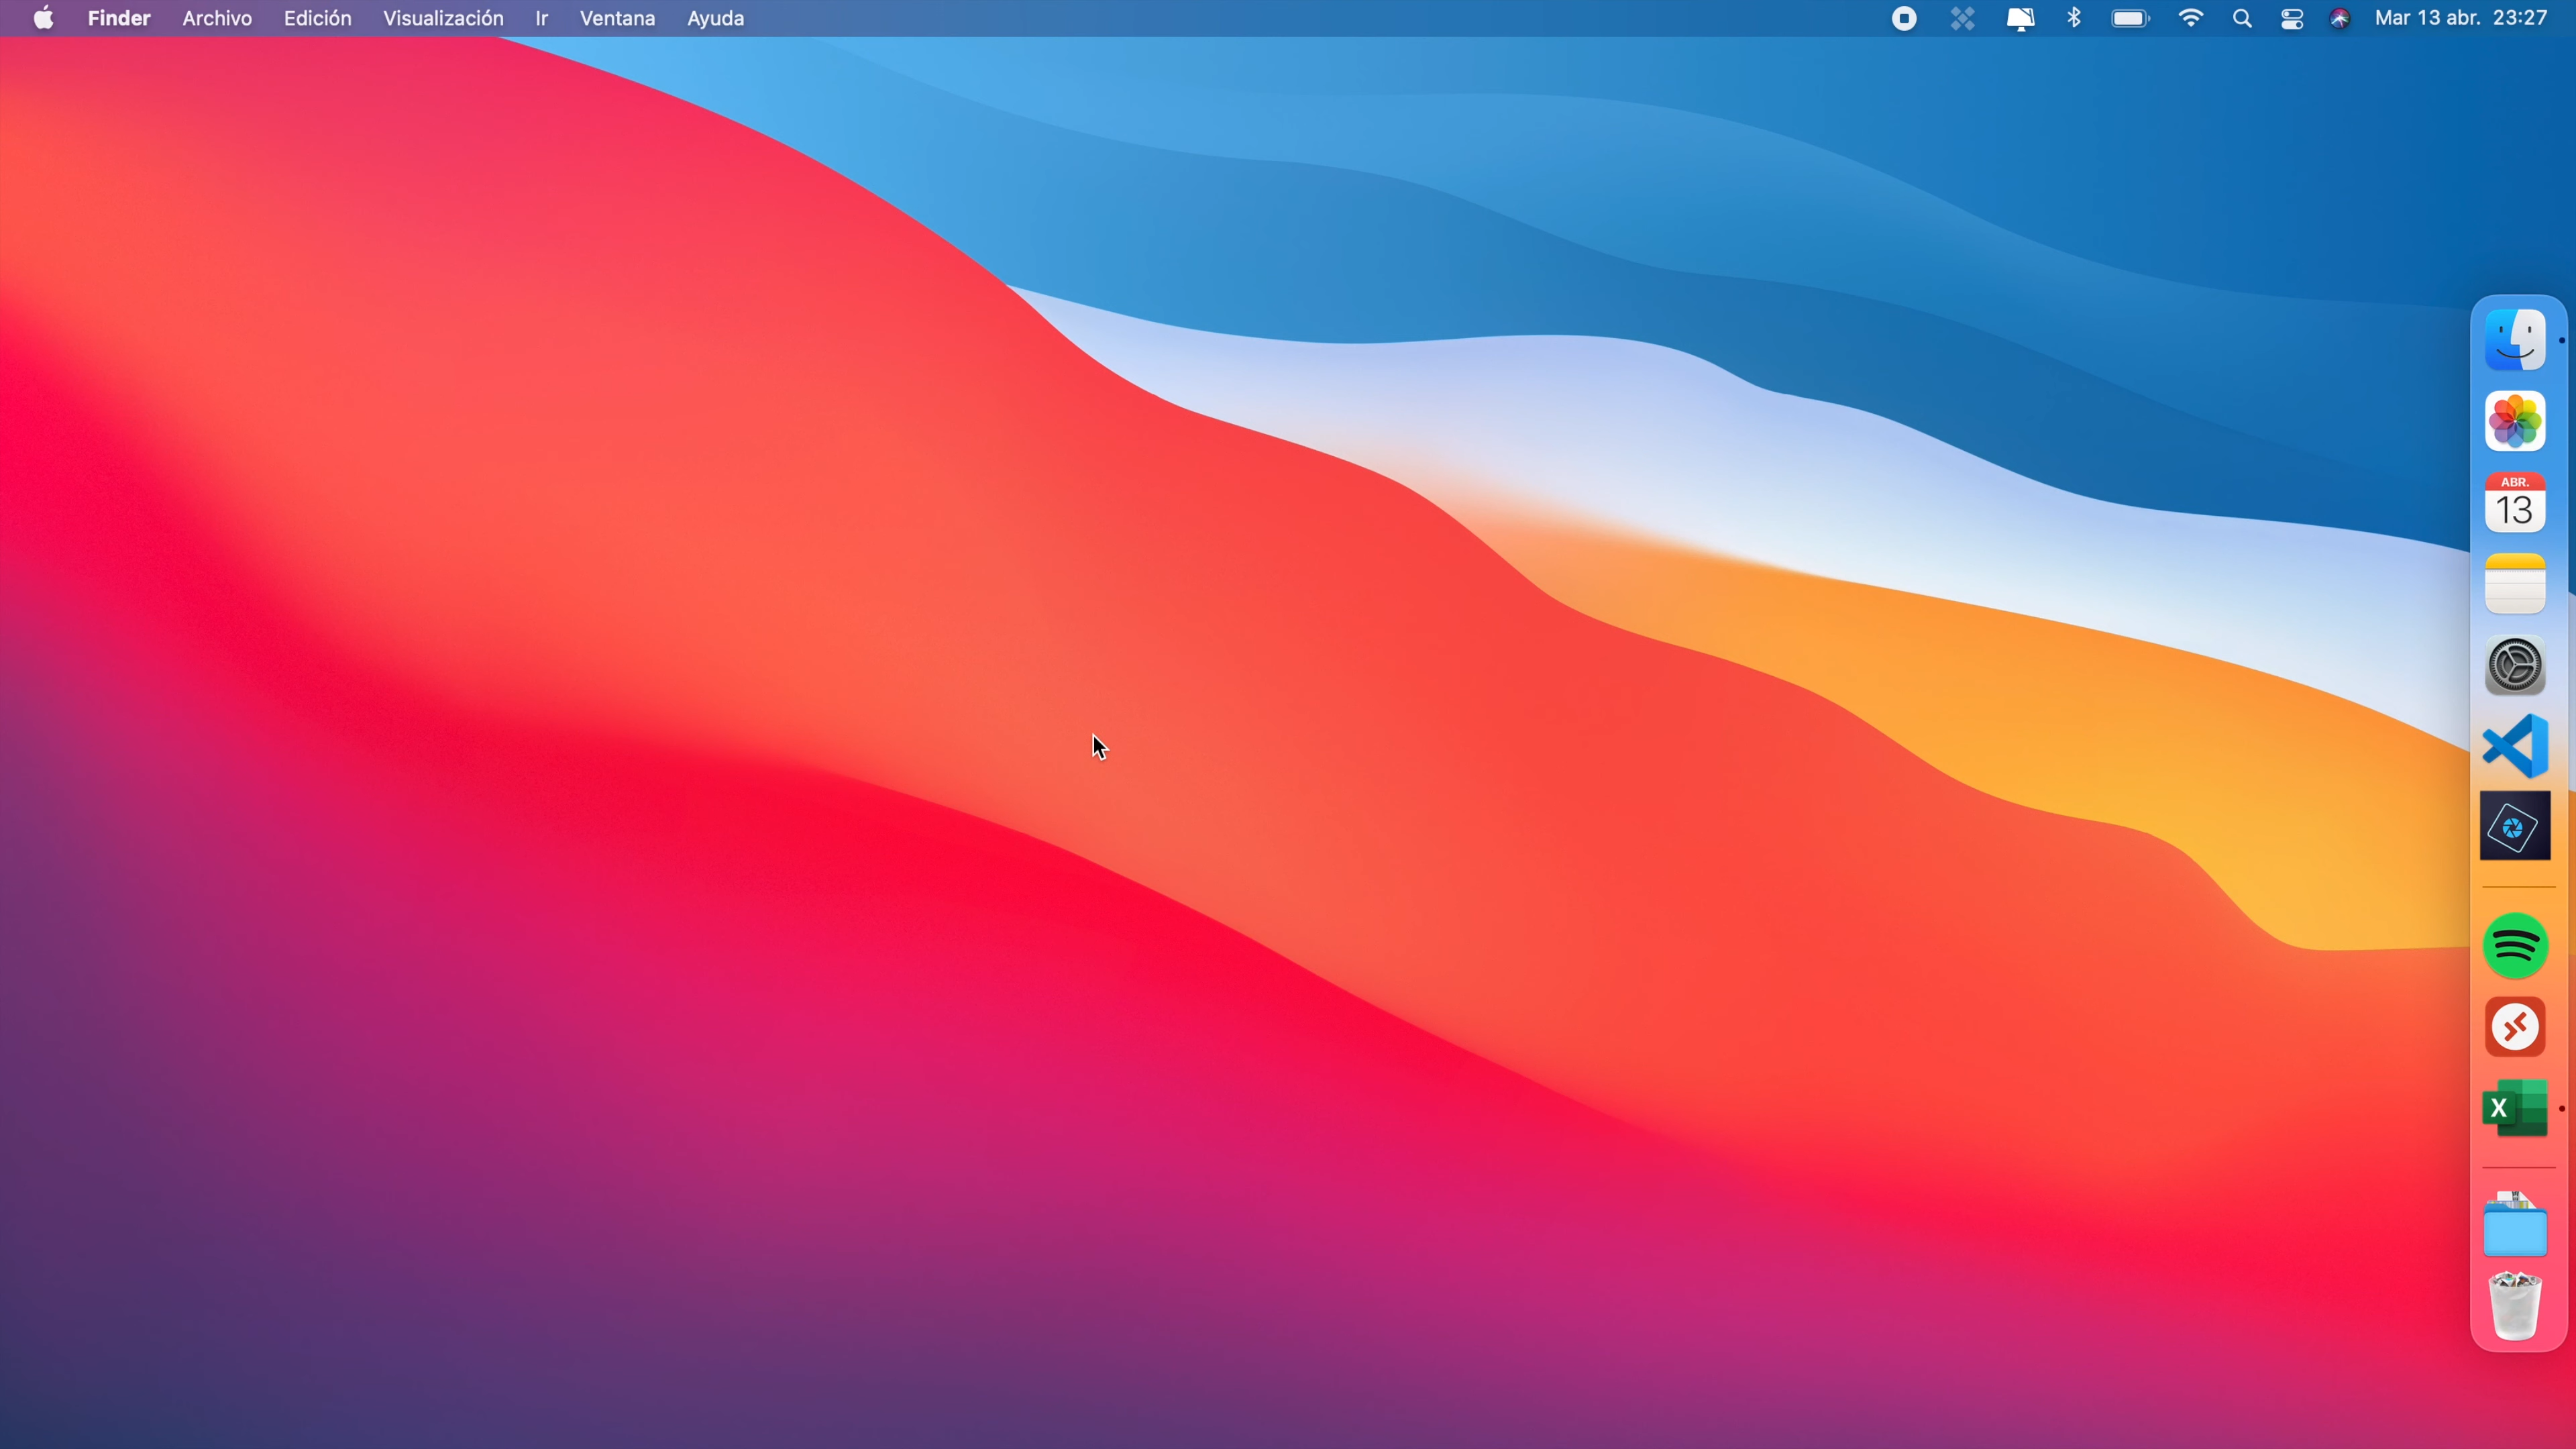 Finder Archivo Edición Visualización Ir Ventana Ayuda Mar 13 abr. 23:27
ABR.
13
X